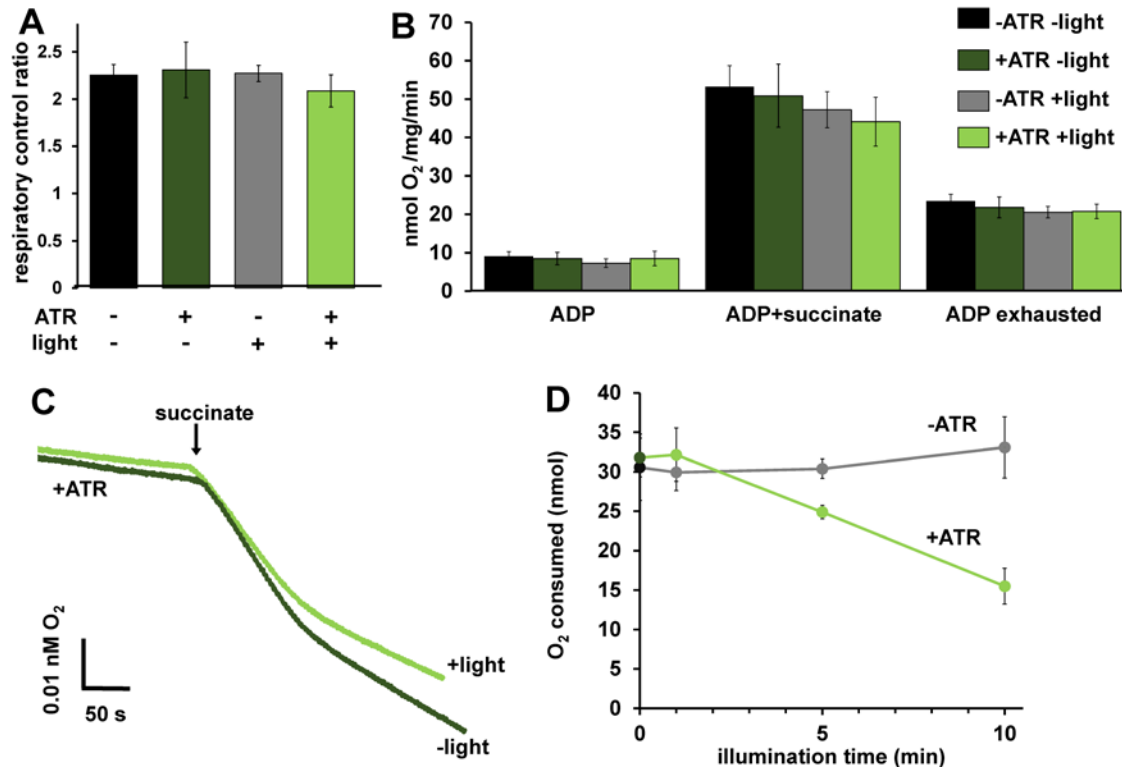 A
respiratory control ratio
2.5
2
1.5
1
0.5
0
ATR - + - +
light - - + +
B
nmol O2/mg/min
70
60
50
40
30
20
10
0
ADP
ADP+succinate
ADP exhausted
-ATR -light
+ATR -light
-ATR +light
+ATR +light
C
succinate
+ATR
0.01 nM O2
50 s
+light
-light
D
O2 consumed (nmol)
40
35
30
25
20
15
10
5
0
-ATR
+ATR
0 5 10
illumination time (min)